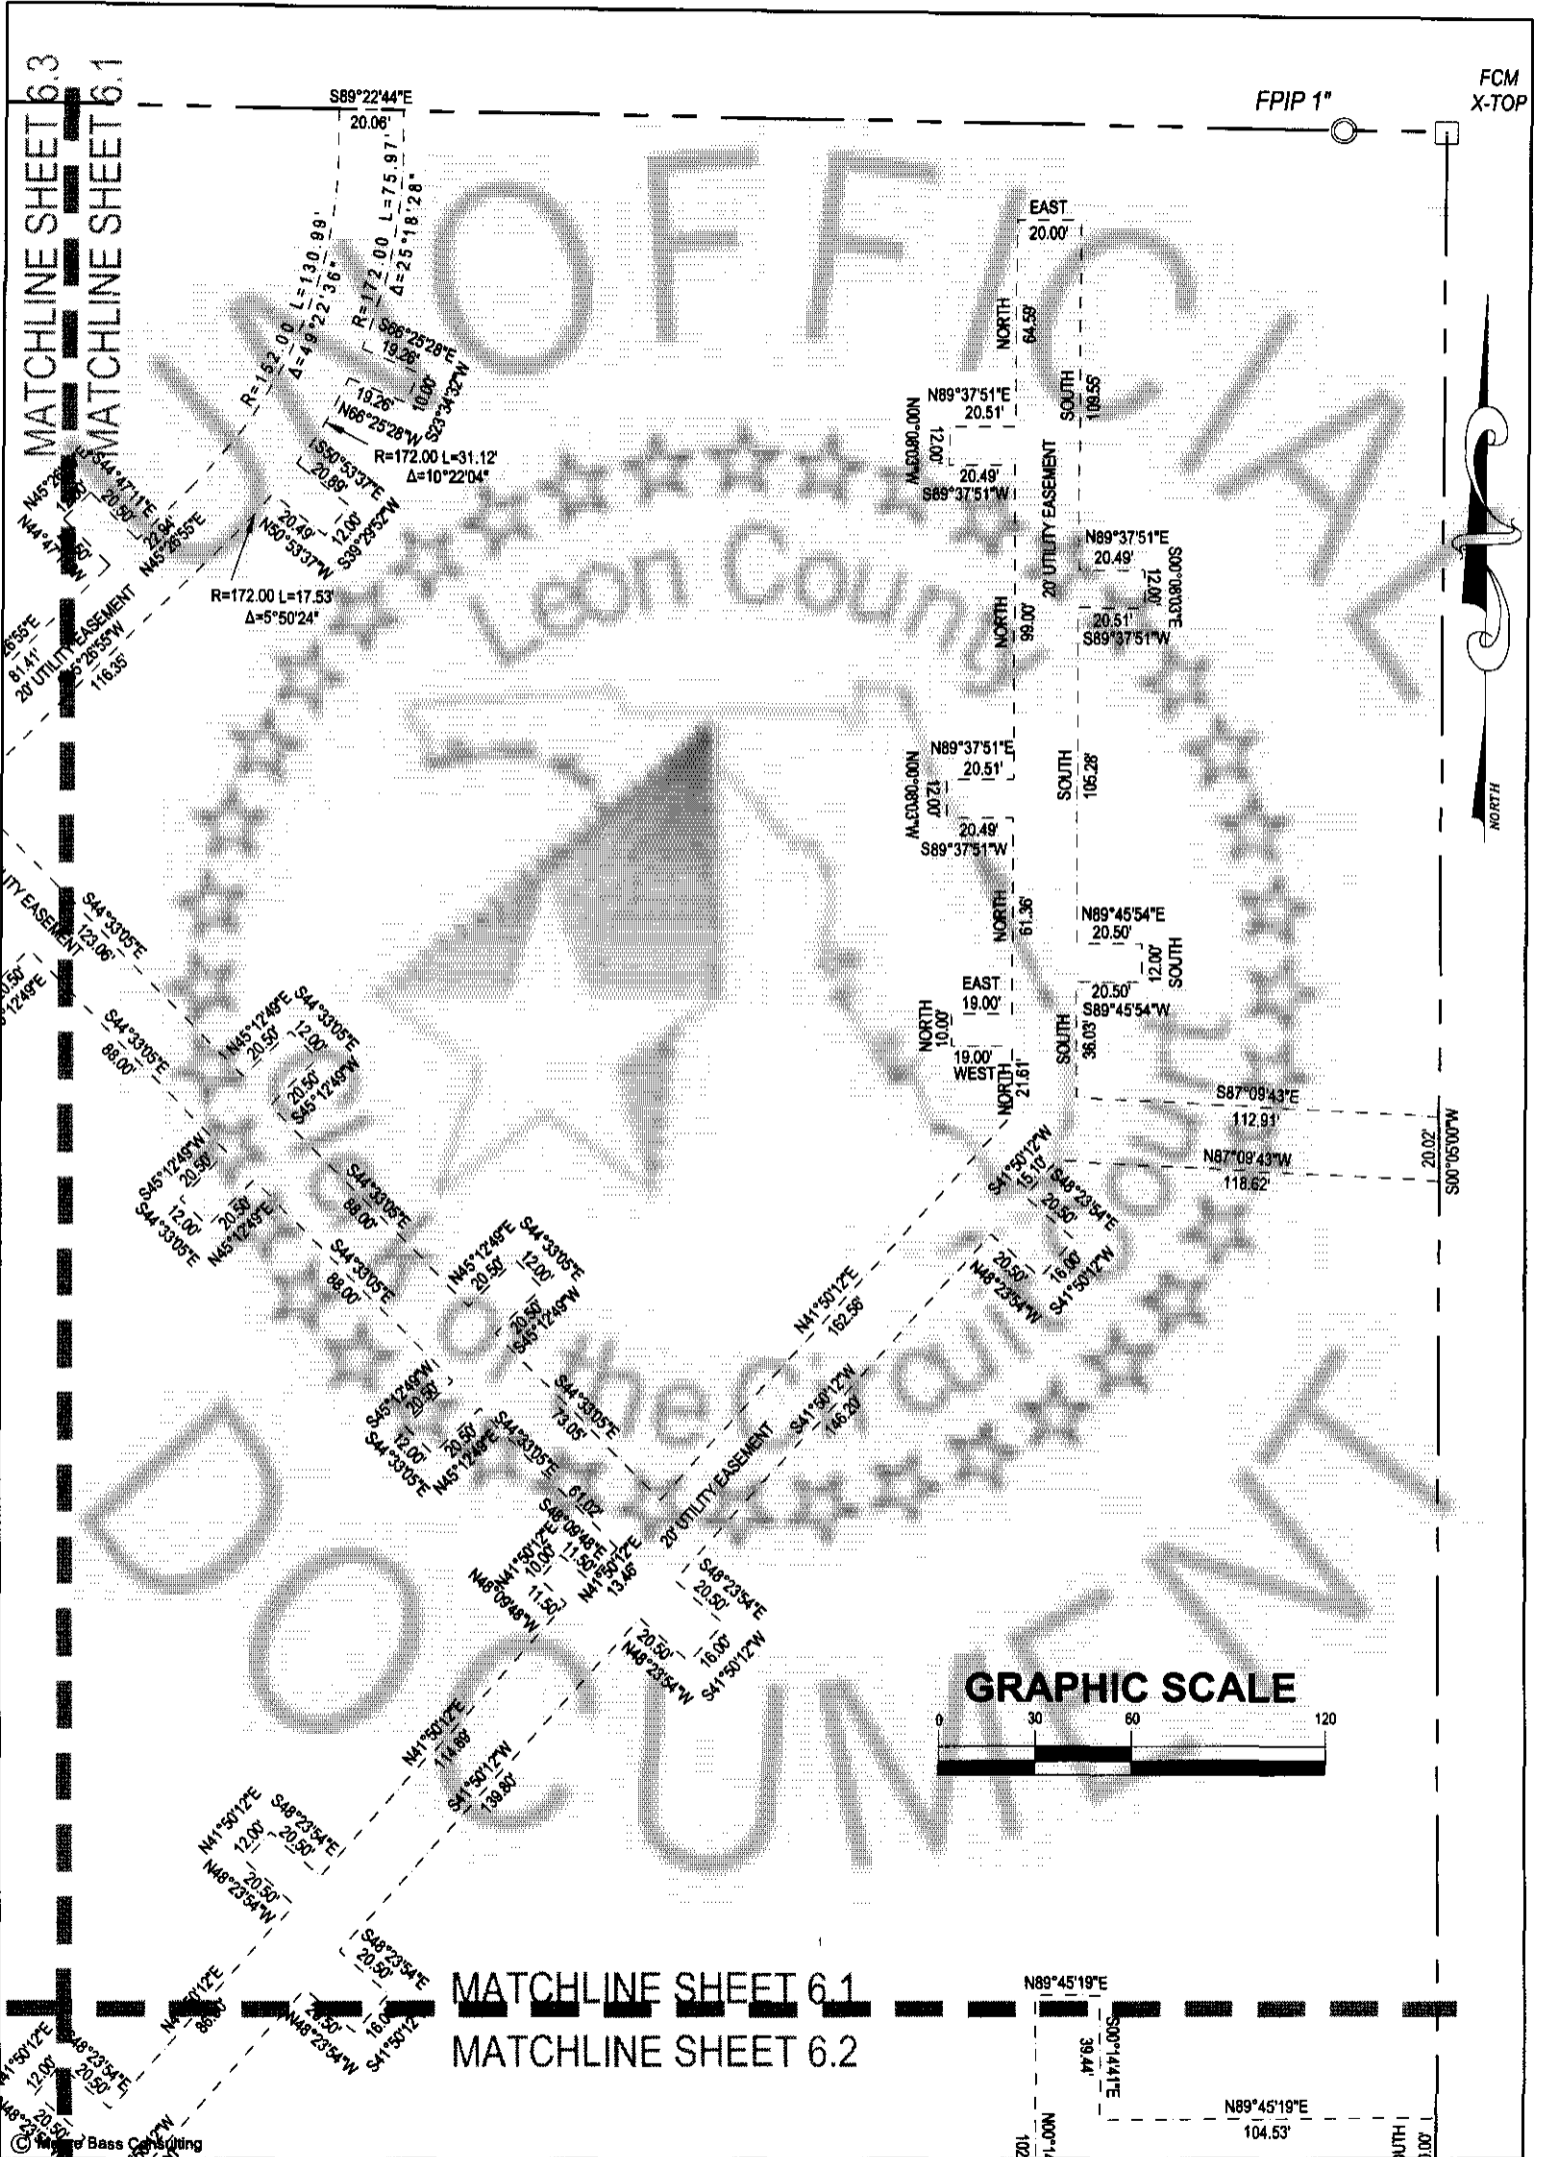 MATCHLINE SHEET 6.3
MATCHLINE SHEET 6.1
S89°22'44"E
20.06'
FPIP 1"
FCM
X-TOP
R=152.00 L=130.99'
Δ=49°22'36"
R=172.00 L=75.97'
Δ=25°18'28"
S66°25'28"E
19.26'
10.00'
S23°34'32"W
19.26'
N66°25'28"W
R=172.00 L=31.12'
Δ=10°22'04"
S50°53'37"E
20.89'
12.00'
S39°29'52"W
20.49'
N50°53'37"W
R=172.00 L=17.53'
Δ=5°50'24"
S44°47'11"E
20.50'
22.94'
N45°26'55"E
81.41'
20' UTILITY EASEMENT
116.35'
EAST
20.00'
NORTH
64.59'
SOUTH
109.55'
N89°37'51"E
20.51'
N00°08'03"W
12.00'
20.49'
S89°37'51"W
20' UTILITY EASEMENT
N89°37'51"E
20.49'
S00°08'03"E
12.00'
20.51'
S89°37'51"W
NORTH
99.00'
N89°37'51"E
20.51'
N00°08'03"W
12.00'
20.49'
S89°37'51"W
SOUTH
105.28'
NORTH
NORTH
61.36'
N89°45'54"E
20.50'
12.00'
SOUTH
20.50'
S89°45'54"W
EAST
19.00'
NORTH
10.00'
19.00'
WEST
NORTH
21.61'
SOUTH
36.03'
S87°09'43"E
112.91'
N87°09'43"W
118.62'
20.02'
S00°05'00"W
UNOFFICIAL
DOCUMENT
Leon County
S44°33'05"E
123.06'
S44°33'05"E
88.00'
N45°12'49"E
20.50'
S44°33'05"E
12.00'
20.50'
S45°12'49"W
S45°12'49"W
20.50'
12.00'
S44°33'05"E
20.50'
N45°12'49"E
S44°33'05"E
88.00'
S44°33'05"E
88.00'
N45°12'49"E
20.50'
S44°33'05"E
12.00'
20.50'
S45°12'49"W
S45°12'49"W
20.50'
12.00'
S44°33'05"E
20.50'
N45°12'49"E
S44°33'05"E
73.05'
S44°33'05"E
61.02'
S48°09'48"E
11.50'
N41°50'12"E
10.00'
11.50'
N48°09'48"W
N41°50'12"E
13.46'
S41°50'12"W
15.10'
S48°23'54"E
20.50'
16.00'
S41°50'12"W
20.50'
N48°23'54"W
N41°50'12"E
162.56'
S41°50'12"W
146.20'
20' UTILITY EASEMENT
S48°23'54"E
20.50'
16.00'
S41°50'12"W
20.50'
N48°23'54"W
N41°50'12"E
114.89'
S41°50'12"W
139.80'
GRAPHIC SCALE
0 30 60 120
N41°50'12"E
12.00'
S48°23'54"E
20.50'
20.50'
N48°23'54"W
S48°23'54"E
20.50'
N48°23'54"W
MATCHLINE SHEET 6.1
MATCHLINE SHEET 6.2
S48°23'54"E
20.50'
12.00'
20.50'
N89°45'19"E
S00°14'41"E
39.44'
N89°45'19"E
104.53'
© Moore Bass Consulting